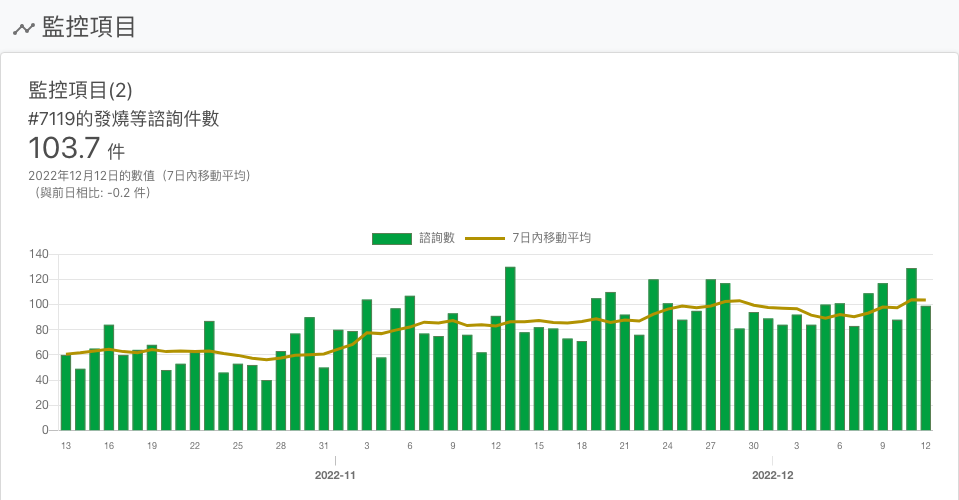 監控項目
監控項目(2)
#7119的發燒等諮詢件數
103.7 件
2022年12月12日的數值（7日內移動平均）
（與前日相比: -0.2 件）
諮詢數 7日內移動平均
140
120
100
80
60
40
20
0
13 16 19 22 25 28 31 3 6 9 12 15 18 21 24 27 30 3 6 9 12
2022-11 2022-12